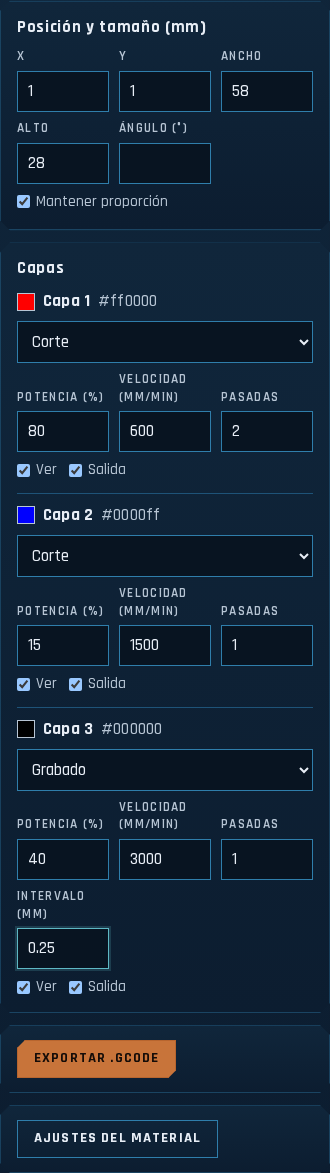 Posición y tamaño (mm)
X Y ANCHO
1 1 58
ALTO ÁNGULO (°)
28
Mantener proporción
Capas
Capa 1 #ff0000
Corte
POTENCIA (%) VELOCIDAD (MM/MIN) PASADAS
80 600 2
Ver Salida
Capa 2 #0000ff
Corte
POTENCIA (%) VELOCIDAD (MM/MIN) PASADAS
15 1500 1
Ver Salida
Capa 3 #000000
Grabado
POTENCIA (%) VELOCIDAD (MM/MIN) PASADAS
40 3000 1
INTERVALO
(MM)
0.25
Ver Salida
EXPORTAR .GCODE
AJUSTES DEL MATERIAL